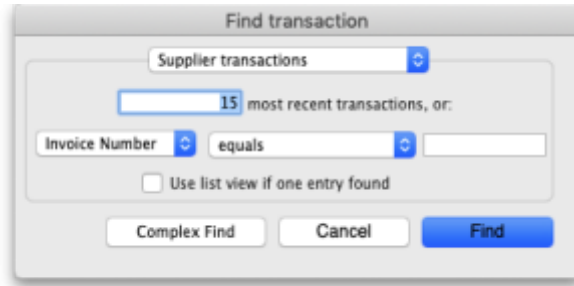 Find transaction
Supplier transactions
15 most recent transactions, or:
Invoice Number equals
Use list view if one entry found
Complex Find Cancel Find